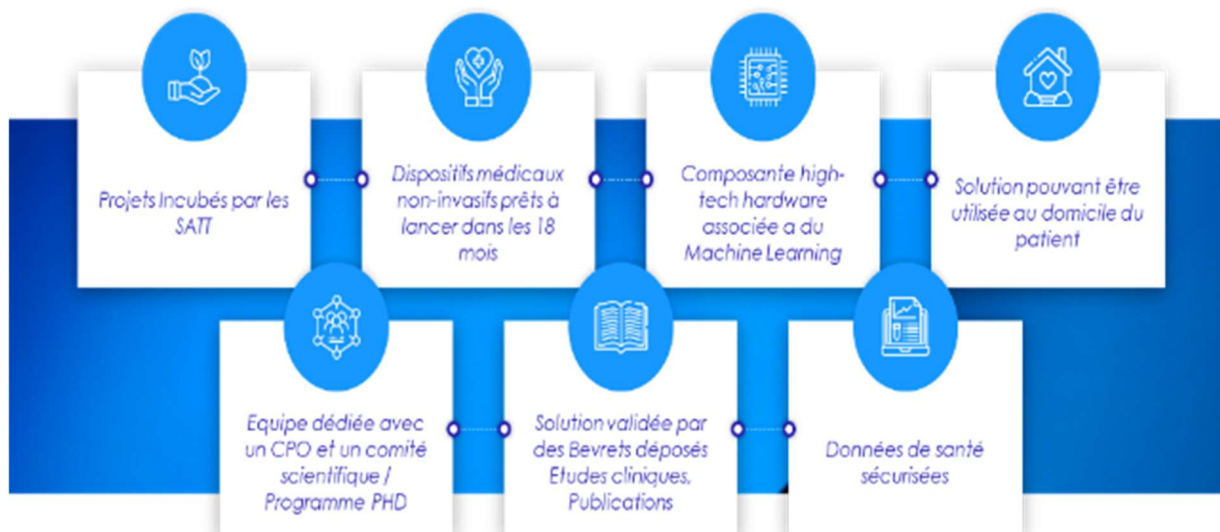 Projets Incubés par les
SATT
Dispositifs médicaux
non-invasifs prêts à
lancer dans les 18
mois
Composante high-
tech hardware
associée a du
Machine Learning
Solution pouvant être
utilisée au domicile du
patient
Equipe dédiée avec
un CPO et un comité
scientifique /
Programme PHD
Solution validée par
des Bevrets déposés
Etudes cliniques,
Publications
Données de santé
sécurisées